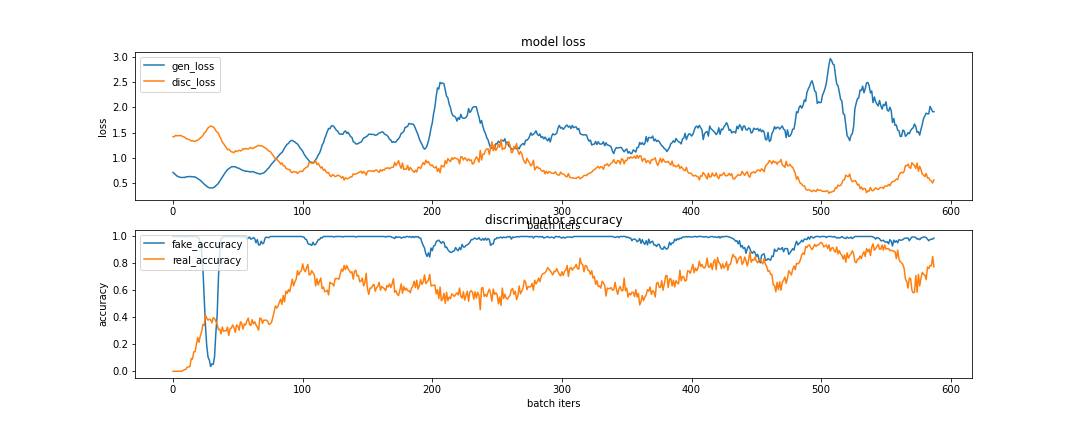 model loss
3.0
2.5
2.0
1.5
1.0
0.5
loss
gen_loss
disc_loss
0 100 200 300 400 500 600
batch iters
discriminator accuracy
1.0
0.8
0.6
0.4
0.2
0.0
accuracy
fake_accuracy
real_accuracy
0 100 200 300 400 500 600
batch iters